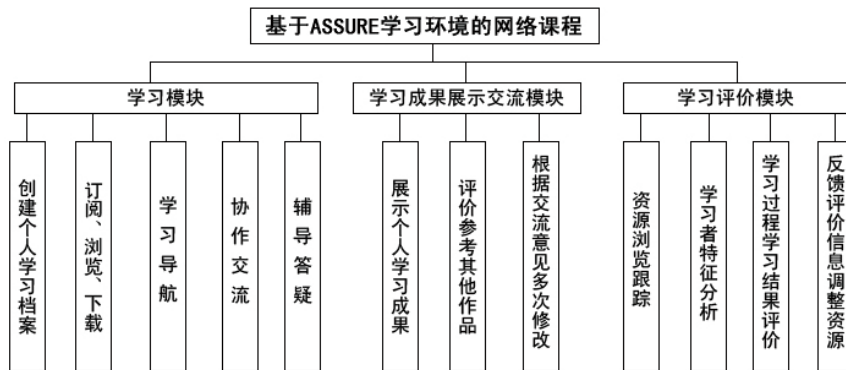 基于ASSURE学习环境的网络课程
学习模块
学习成果展示交流模块
学习评价模块
创建个人学习档案
订阅、浏览、下载
学习导航
协作交流
辅导答疑
展示个人学习成果
评价参考其他作品
根据交流意见多次修改
资源浏览跟踪
学习者特征分析
学习过程学习结果评价
反馈评价信息调整资源